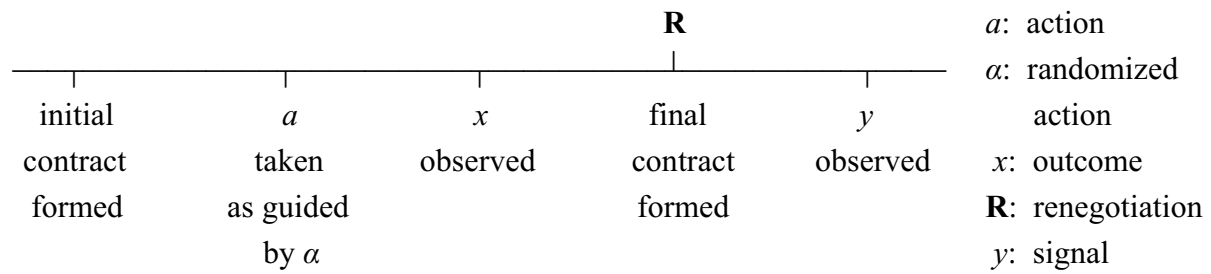 R
initial
contract
formed
a
taken
as guided
by α
x
observed
final
contract
formed
y
observed
a: action
α: randomized
action
x: outcome
R: renegotiation
y: signal